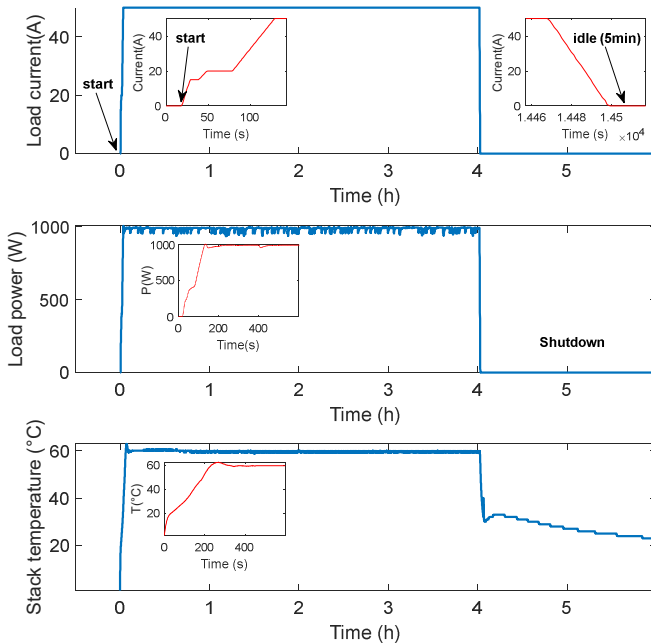 Load current(A)
40
20
0
start
Current(A)
40
20
0
start
0
50
100
Time (s)
Current(A)
40
20
0
idle (5min)
1.446
1.448
1.45
Time (s)
×10⁴
0
1
2
3
4
5
Time (h)
Load power (W)
1000
500
0
P(W)
1000
500
0
0
200
400
Time(s)
Shutdown
0
1
2
3
4
5
Time (h)
Stack temperature (°C)
60
40
20
T(°C)
60
40
20
0
200
400
Time (s)
0
1
2
3
4
5
Time (h)